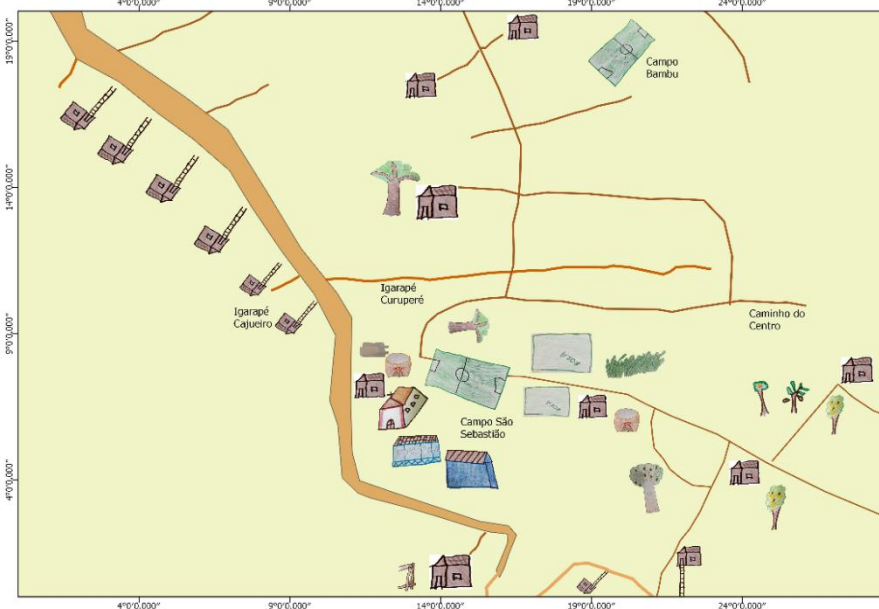 4°0'0.000"
9°0'0.000"
14°0'0.000"
19°0'0.000"
24°0'0.000"
19°0'0.000"
14°0'0.000"
9°0'0.000"
4°0'0.000"
Campo
Bambu
Igarapé
Curuperé
Igarapé
Cajueiro
Caminho do
Centro
Campo São
Sebastião
4°0'0.000"
9°0'0.000"
14°0'0.000"
19°0'0.000"
24°0'0.000"